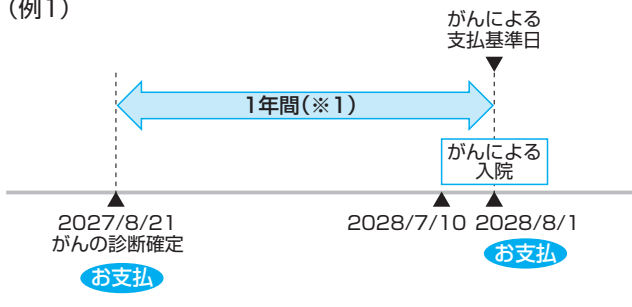 (例1)
がんによる
支払基準日
1年間(※1)
がんによる
入院
2027/8/21
がんの診断確定
お支払
2028/7/10
2028/8/1
お支払